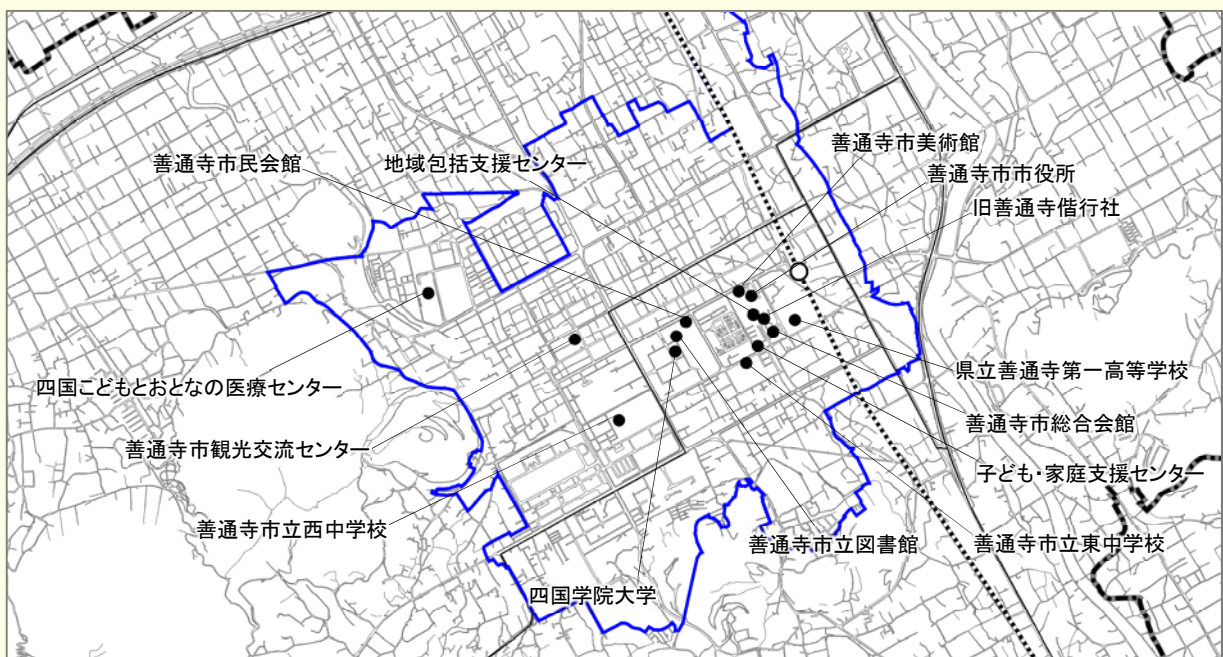 善通寺市美術館
善通寺市民会館
地域包括支援センター
善通寺市市役所
旧善通寺偕行社
県立善通寺第一高等学校
四国こどもとおとなの医療センター
善通寺市総合会館
善通寺市観光交流センター
子ども・家庭支援センター
善通寺市立西中学校
善通寺市立図書館
善通寺市立東中学校
四国学院大学